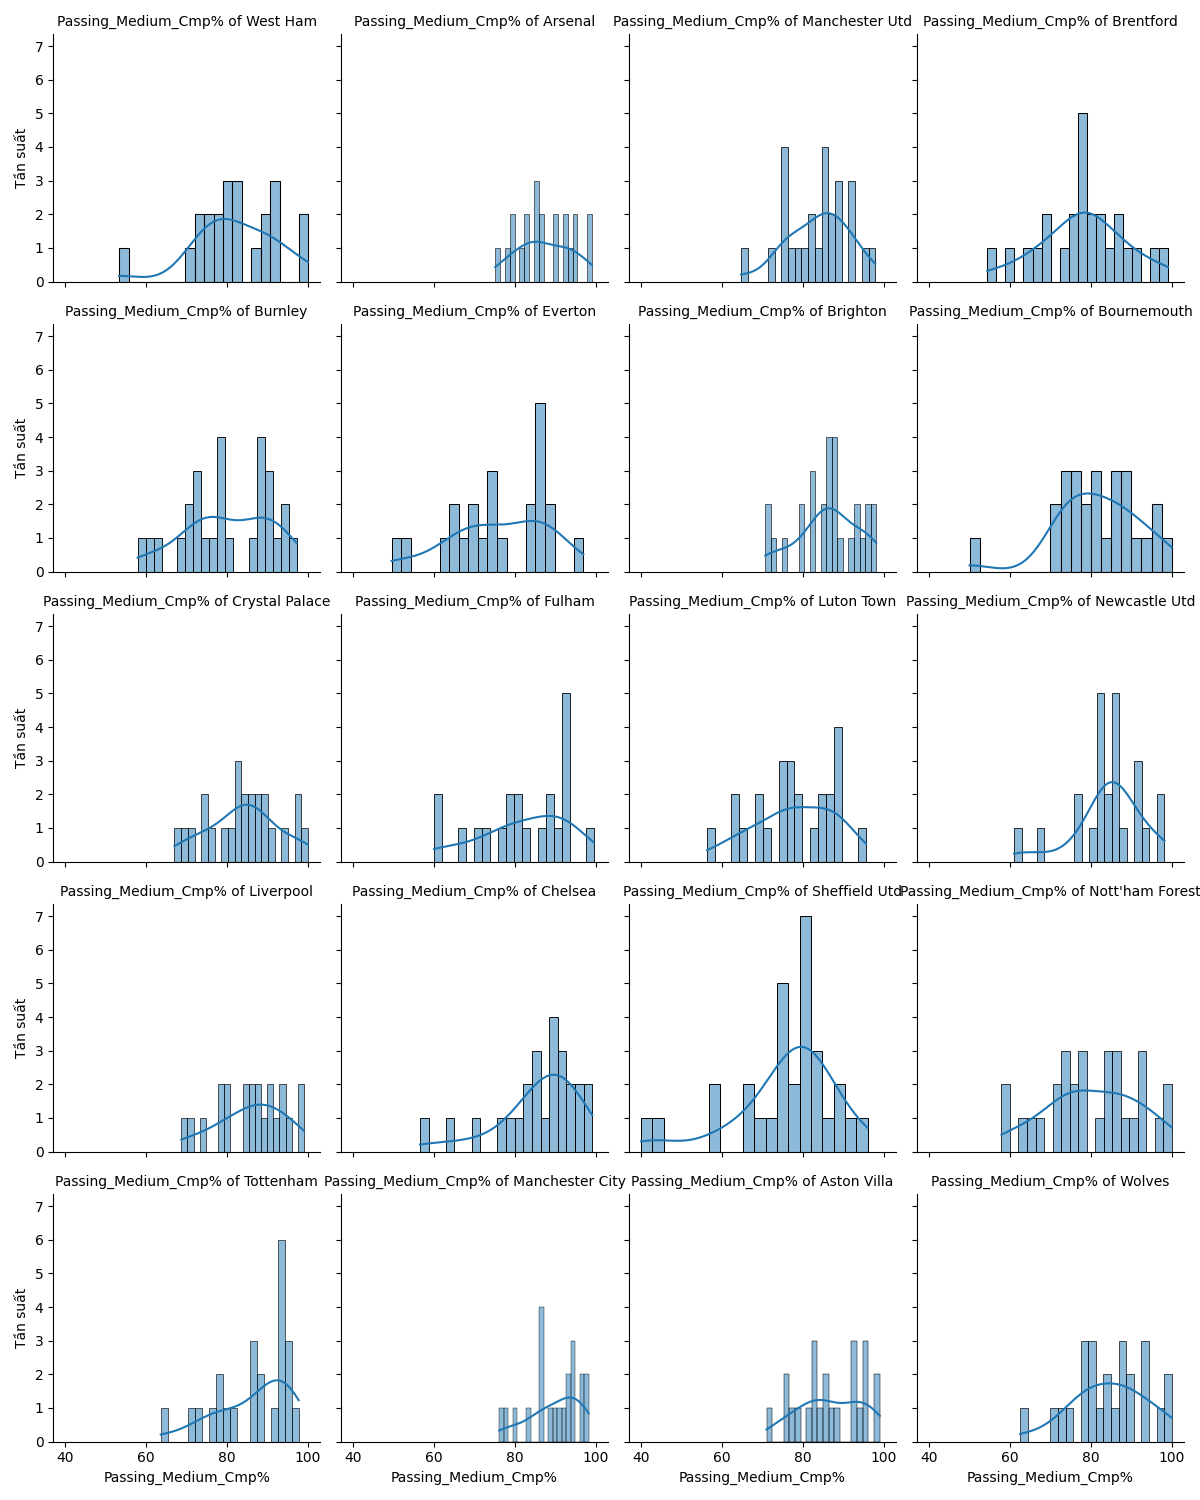 Passing_Medium_Cmp% of West Ham
Passing_Medium_Cmp% of Arsenal
Passing_Medium_Cmp% of Manchester Utd
Passing_Medium_Cmp% of Brentford
7
6
5
4
3
2
1
0
Tần suất
Passing_Medium_Cmp% of Burnley
Passing_Medium_Cmp% of Everton
Passing_Medium_Cmp% of Brighton
Passing_Medium_Cmp% of Bournemouth
7
6
5
4
3
2
1
0
Tần suất
Passing_Medium_Cmp% of Crystal Palace
Passing_Medium_Cmp% of Fulham
Passing_Medium_Cmp% of Luton Town
Passing_Medium_Cmp% of Newcastle Utd
7
6
5
4
3
2
1
0
Tần suất
Passing_Medium_Cmp% of Liverpool
Passing_Medium_Cmp% of Chelsea
Passing_Medium_Cmp% of Sheffield Utd
Passing_Medium_Cmp% of Nott'ham Forest
7
6
5
4
3
2
1
0
Tần suất
Passing_Medium_Cmp% of Tottenham
Passing_Medium_Cmp% of Manchester City
Passing_Medium_Cmp% of Aston Villa
Passing_Medium_Cmp% of Wolves
7
6
5
4
3
2
1
0
Tần suất
40 60 80 100
40 60 80 100
40 60 80 100
40 60 80 100
Passing_Medium_Cmp%
Passing_Medium_Cmp%
Passing_Medium_Cmp%
Passing_Medium_Cmp%